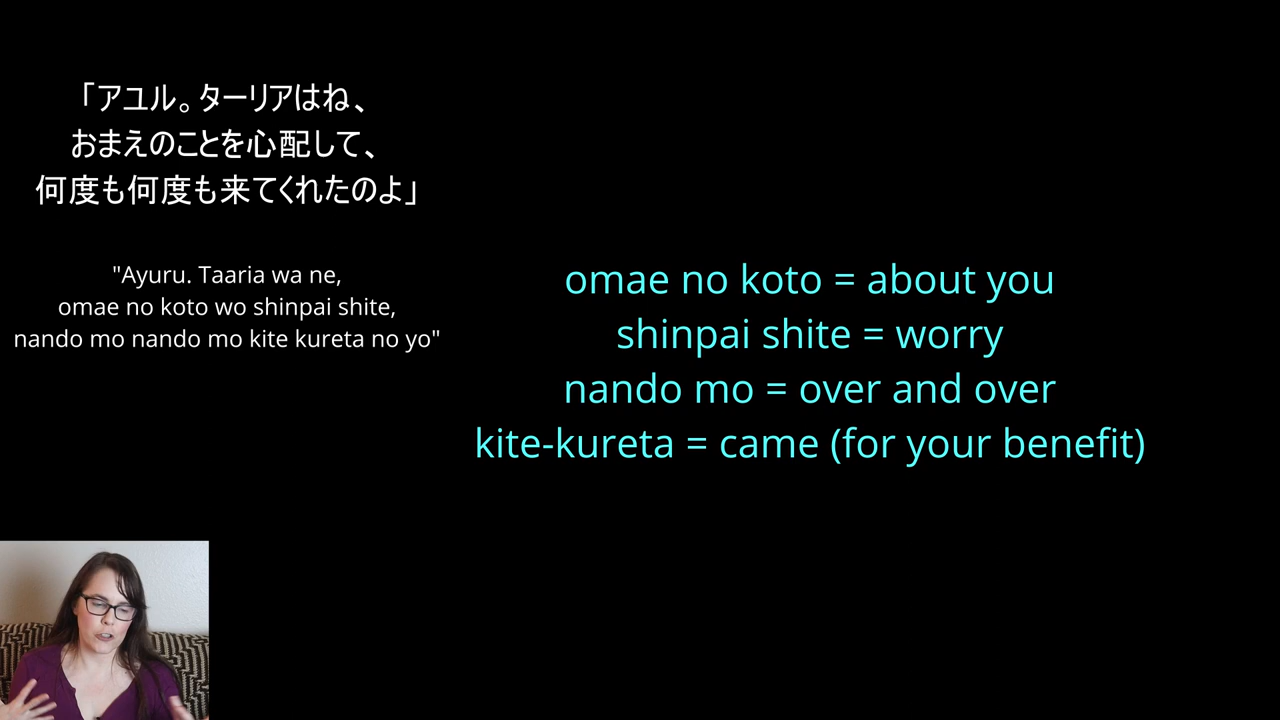 「アユル。ターリアはね、
おまえのことを心配して、
何度も何度も来てくれたのよ」
"Ayuru. Taaria wa ne,
omae no koto wo shinpai shite,
nando mo nando mo kite kureta no yo"
omae no koto = about you
shinpai shite = worry
nando mo = over and over
kite-kureta = came (for your benefit)